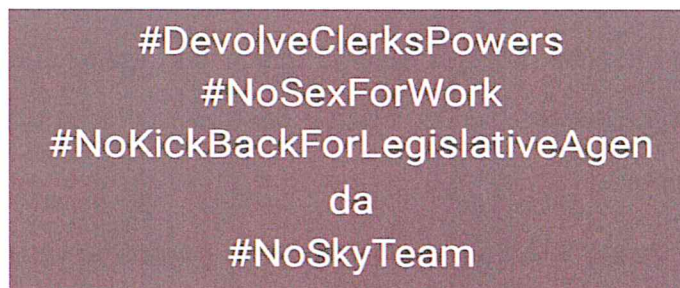 #DevolveClerksPowers
#NoSexForWork
#NoKickBackForLegislativeAgen
da
#NoSkyTeam